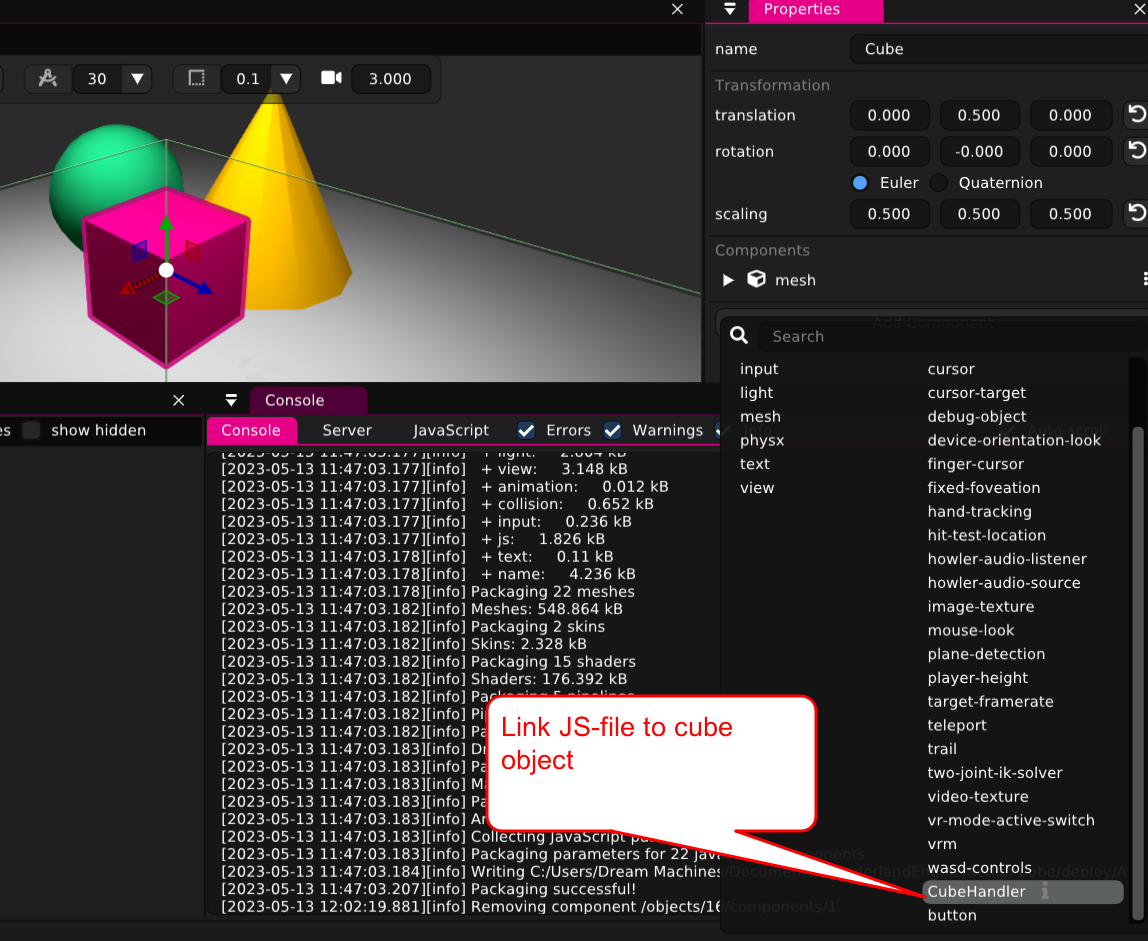 Properties
name
Cube
30
0.1
3.000
Transformation
translation
0.000
0.500
0.000
rotation
0.000
-0.000
0.000
Euler
Quaternion
scaling
0.500
0.500
0.500
Components
mesh
Add Component
Search
input
light
mesh
physx
text
view
cursor
cursor-target
debug-object
device-orientation-look
finger-cursor
fixed-foveation
hand-tracking
hit-test-location
howler-audio-listener
howler-audio-source
image-texture
mouse-look
plane-detection
player-height
target-framerate
teleport
trail
two-joint-ik-solver
video-texture
vr-mode-active-switch
vrm
wasd-controls
CubeHandler
button
es
show hidden
Console
Console
Server
JavaScript
Errors
Warnings
Info
Auto-scroll
[2023-05-13 11:47:03.177][info] + light: 2.804 kB
[2023-05-13 11:47:03.177][info] + view: 3.148 kB
[2023-05-13 11:47:03.177][info] + animation: 0.012 kB
[2023-05-13 11:47:03.177][info] + collision: 0.652 kB
[2023-05-13 11:47:03.177][info] + input: 0.236 kB
[2023-05-13 11:47:03.177][info] + js: 1.826 kB
[2023-05-13 11:47:03.178][info] + text: 0.11 kB
[2023-05-13 11:47:03.178][info] + name: 4.236 kB
[2023-05-13 11:47:03.178][info] Packaging 22 meshes
[2023-05-13 11:47:03.182][info] Meshes: 548.864 kB
[2023-05-13 11:47:03.182][info] Packaging 2 skins
[2023-05-13 11:47:03.182][info] Skins: 2.328 kB
[2023-05-13 11:47:03.182][info] Packaging 15 shaders
[2023-05-13 11:47:03.182][info] Shaders: 176.392 kB
[2023-05-13 11:47:03.182][info] Packaging 5 pipelines
[2023-05-13 11:47:03.182][info] Pi
[2023-05-13 11:47:03.182][info] Pa
[2023-05-13 11:47:03.183][info] D
[2023-05-13 11:47:03.183][info] Pa
[2023-05-13 11:47:03.183][info] M
[2023-05-13 11:47:03.183][info] Pa
[2023-05-13 11:47:03.183][info] A
[2023-05-13 11:47:03.183][info] Collecting JavaScript pa
[2023-05-13 11:47:03.183][info] Packaging parameters for 22 java
[2023-05-13 11:47:03.184][info] Writing C:/Users/Dream Machines/Docum
[2023-05-13 11:47:03.207][info] Packaging successful!
[2023-05-13 12:02:19.881][info] Removing component /objects/16/components/1
Link JS-file to cube
object